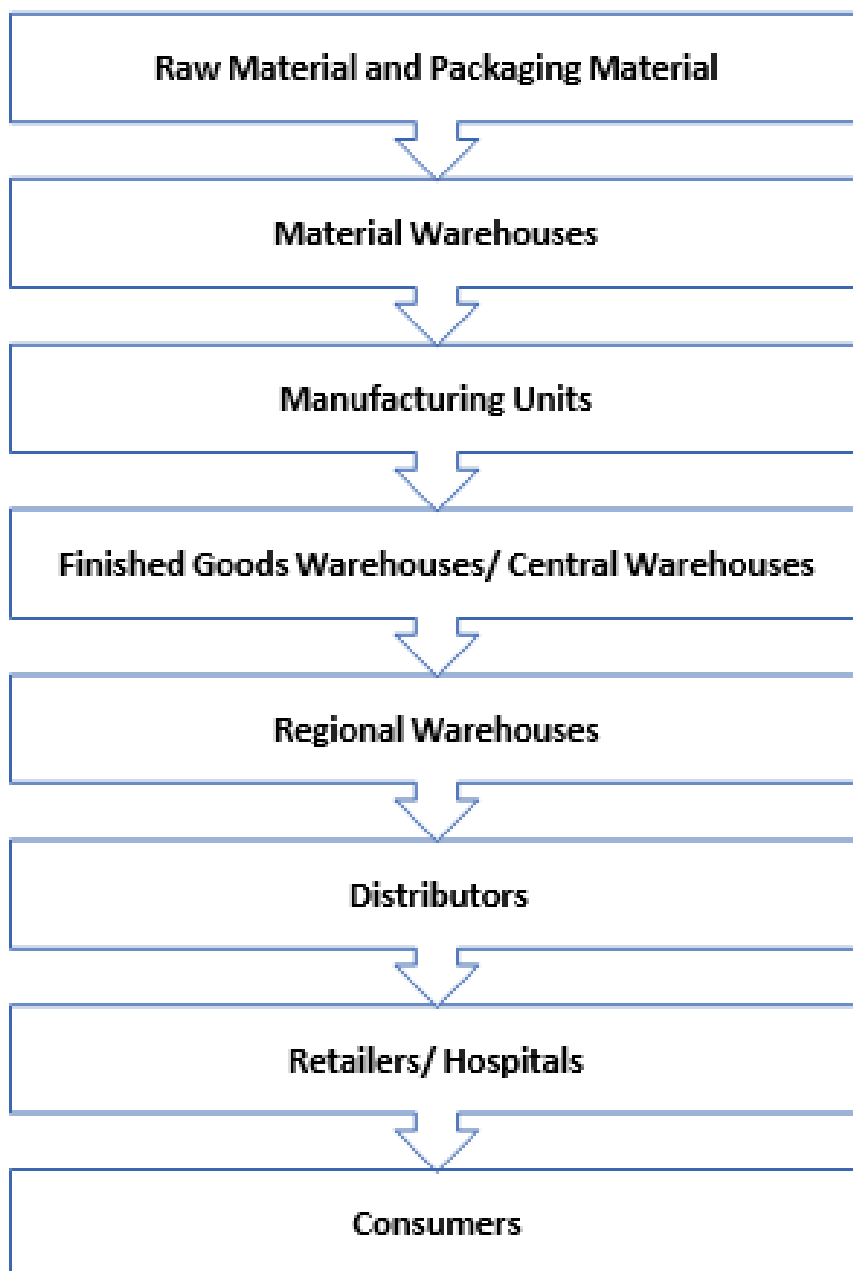 Raw Material and Packaging Material
Material Warehouses
Manufacturing Units
Finished Goods Warehouses/ Central Warehouses
Regional Warehouses
Distributors
Retailers/ Hospitals
Consumers